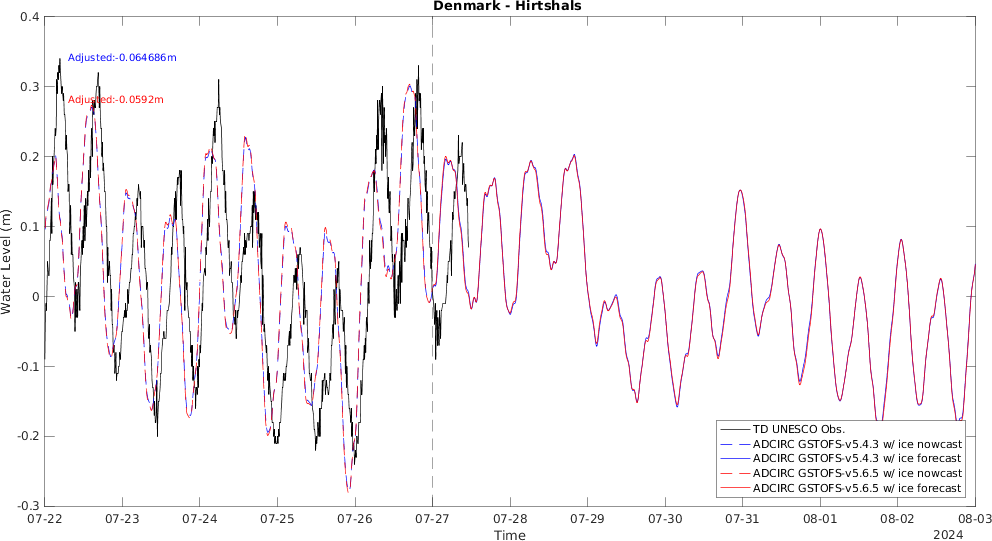 Denmark - Hirtshals
Water Level (m)
0.4
0.3
0.2
0.1
0
-0.1
-0.2
-0.3
Adjusted:-0.064686m
Adjusted:-0.0592m
TD UNESCO Obs.
ADCIRC GSTOFS-v5.4.3 w/ ice nowcast
ADCIRC GSTOFS-v5.4.3 w/ ice forecast
ADCIRC GSTOFS-v5.6.5 w/ ice nowcast
ADCIRC GSTOFS-v5.6.5 w/ ice forecast
07-22 07-23 07-24 07-25 07-26 07-27 07-28 07-29 07-30 07-31 08-01 08-02 08-03
Time
2024